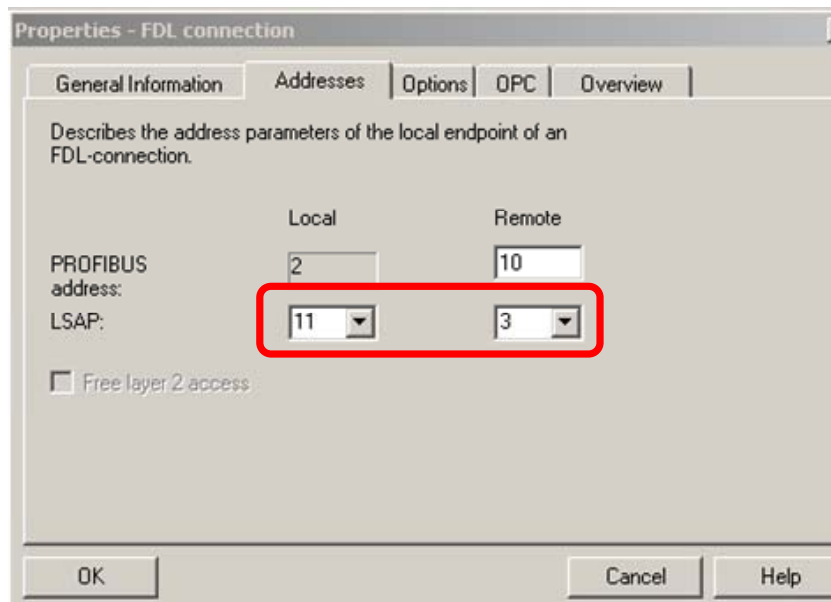 Properties - FDL connection
General Information Addresses Options OPC Overview
Describes the address parameters of the local endpoint of an
FDL-connection.
Local Remote
PROFIBUS
address: 2 10
LSAP: 11 3
Free layer 2 access
OK Cancel Help